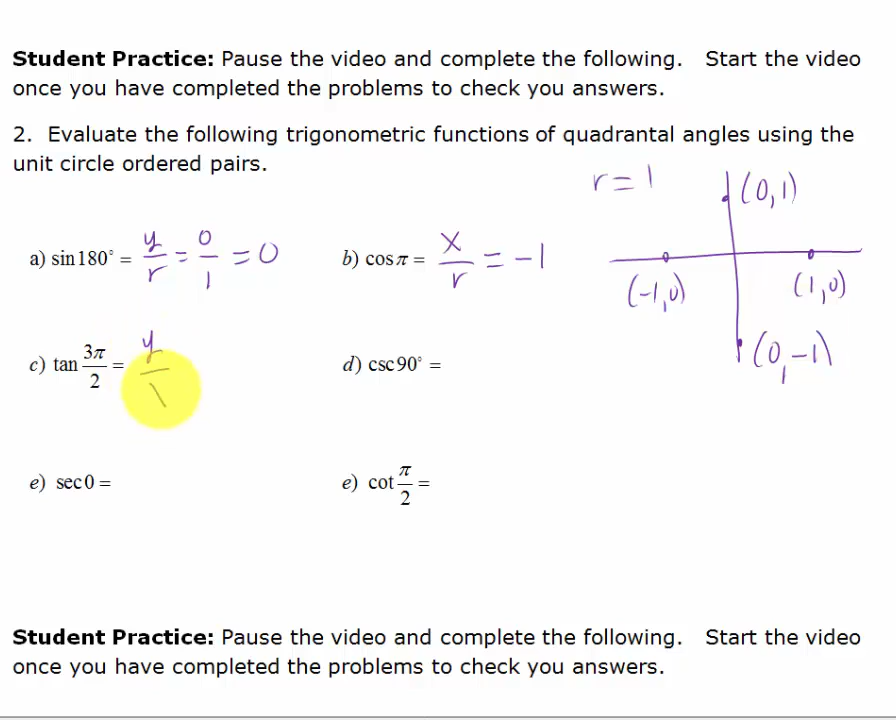 Student Practice: Pause the video and complete the following. Start the video
once you have completed the problems to check you answers.
2. Evaluate the following trigonometric functions of quadrantal angles using the
unit circle ordered pairs.
r = 1
(0, 1)
a) sin 180° = y/r = 0/1 = 0
b) cos π = x/r = -1
(-1, 0)
(1, 0)
c) tan 3π/2 = y/
d) csc 90° =
(0, -1)
e) sec 0 =
e) cot π/2 =
Student Practice: Pause the video and complete the following. Start the video
once you have completed the problems to check you answers.